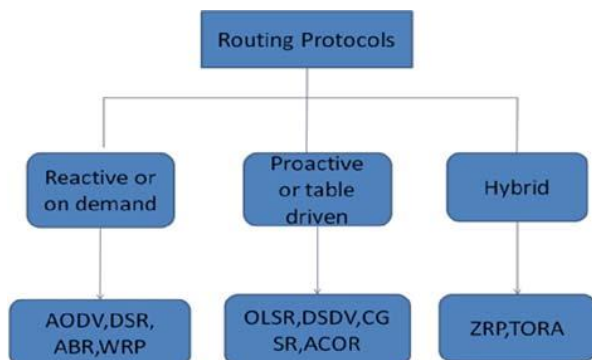 Routing Protocols
Reactive or
on demand
Proactive
or table
driven
Hybrid
AODV,DSR,
ABR,WRP
OLSR,DSDV,CG
SR,ACOR
ZRP,TORA